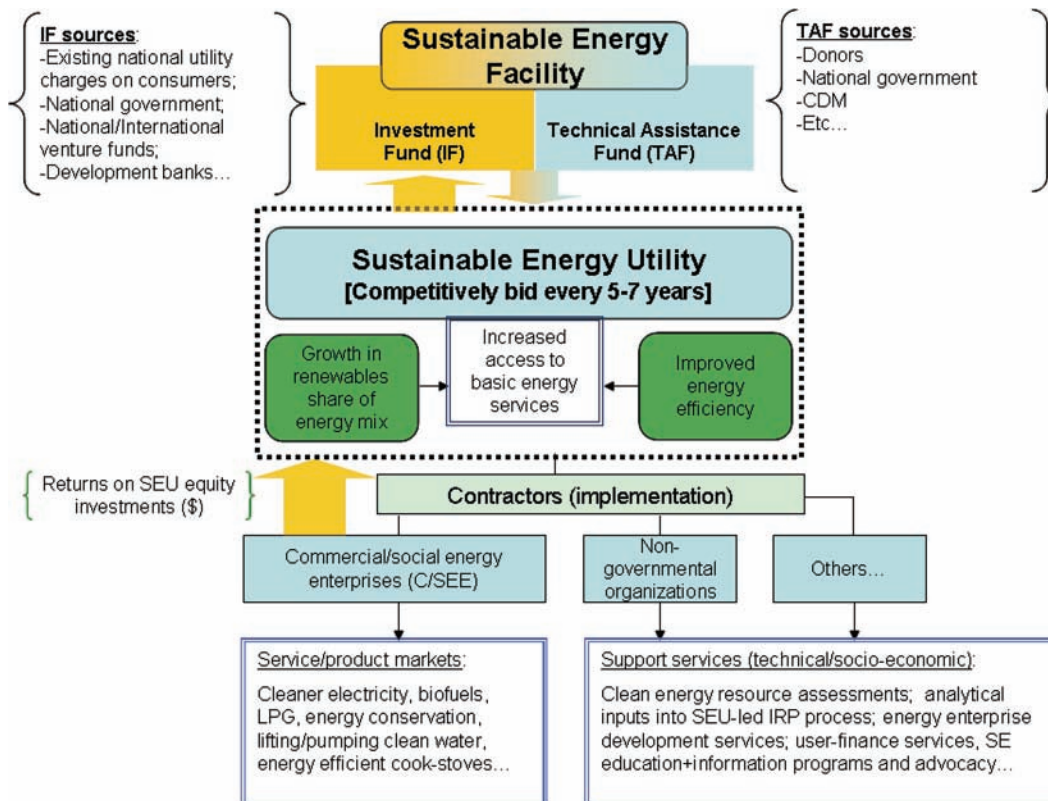 IF sources:
-Existing national utility
charges on consumers;
-National government;
-National/International
venture funds;
-Development banks…
Sustainable Energy
Facility
Investment
Fund (IF)
Technical Assistance
Fund (TAF)
TAF sources:
-Donors
-National government
-CDM
-Etc…
Sustainable Energy Utility
[Competitively bid every 5-7 years]
Growth in
renewables
share of
energy mix
Increased
access to
basic energy
services
Improved
energy
efficiency
Returns on SEU equity
investments ($)
Contractors (implementation)
Commercial/social energy
enterprises (C/SEE)
Non-
governmental
organizations
Others…
Service/product markets:
Cleaner electricity, biofuels,
LPG, energy conservation,
lifting/pumping clean water,
energy efficient cook-stoves…
Support services (technical/socio-economic):
Clean energy resource assessments; analytical
inputs into SEU-led IRP process; energy enterprise
development services; user-finance services, SE
education+information programs and advocacy…